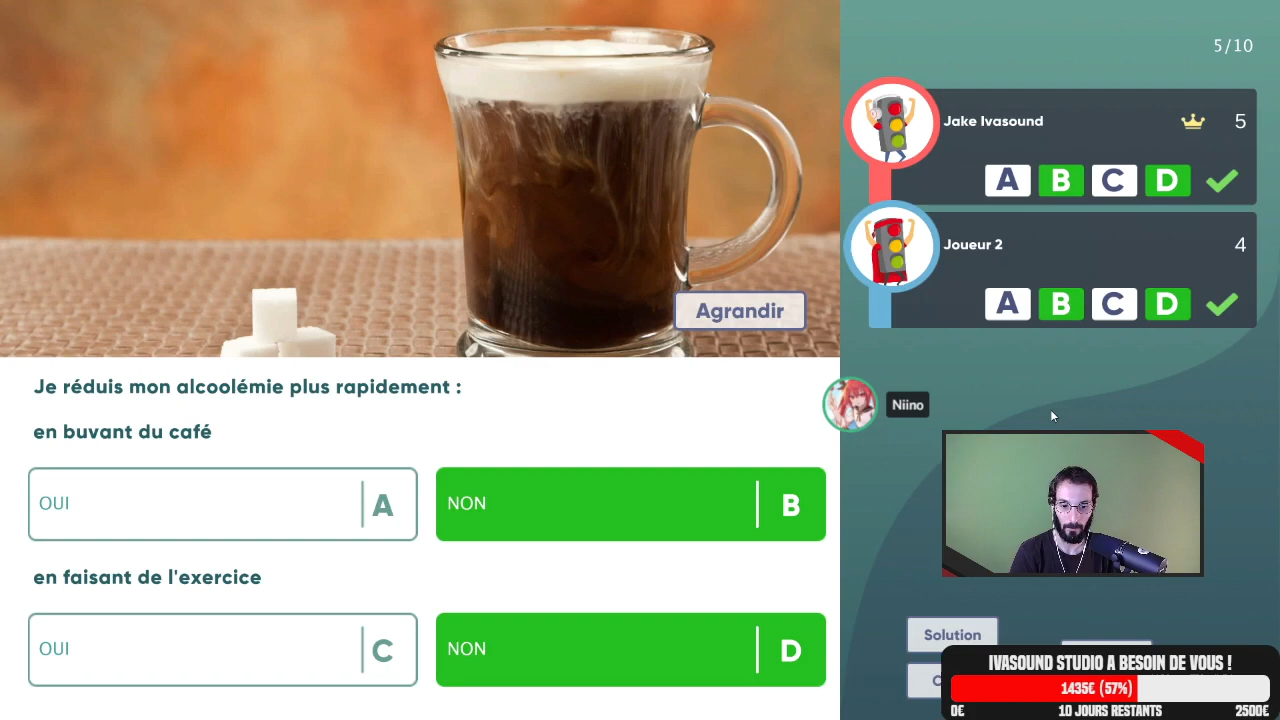 5/10
Jake Ivasound
5
A B C D
Joueur 2
4
A B C D
Agrandir
Je réduis mon alcoolémie plus rapidement :
en buvant du café
OUI A
NON B
en faisant de l'exercice
OUI C
NON D
Niino
Solution
IVASOUND STUDIO A BESOIN DE VOUS !
1435€ (57%)
0€ 10 JOURS RESTANTS 2500€